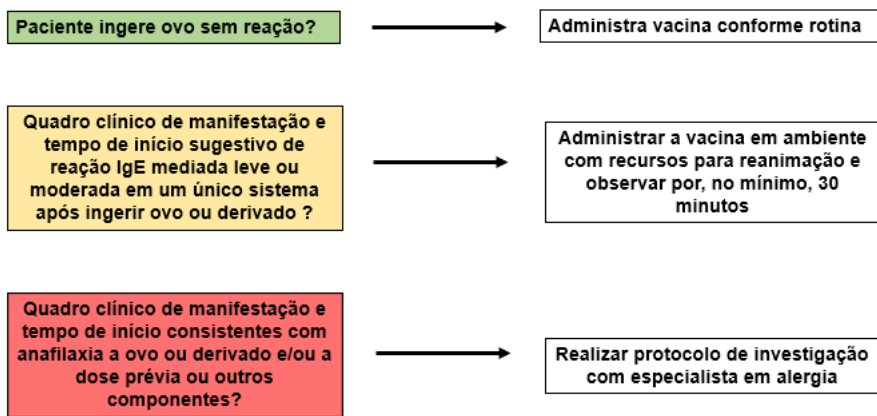 Paciente ingere ovo sem reação?
Administra vacina conforme rotina
Quadro clínico de manifestação e
tempo de início sugestivo de
reação IgE mediada leve ou
moderada em um único sistema
após ingerir ovo ou derivado ?
Administrar a vacina em ambiente
com recursos para reanimação e
observar por, no mínimo, 30
minutos
Quadro clínico de manifestação e
tempo de início consistentes com
anafilaxia a ovo ou derivado e/ou a
dose prévia ou outros
componentes?
Realizar protocolo de investigação
com especialista em alergia